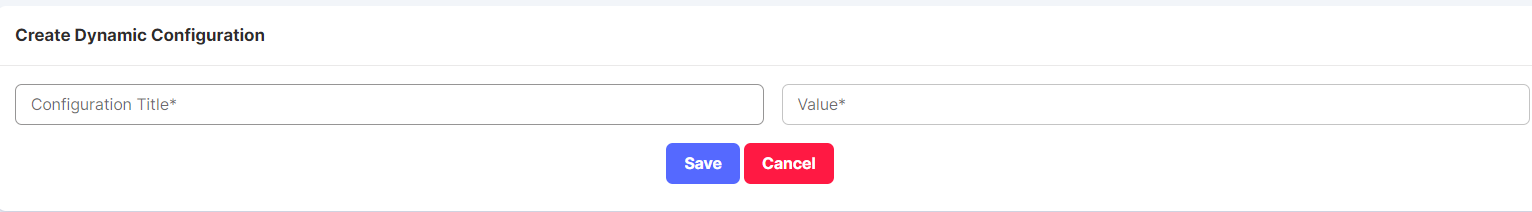 Create Dynamic Configuration
Configuration Title* Value*
Save Cancel